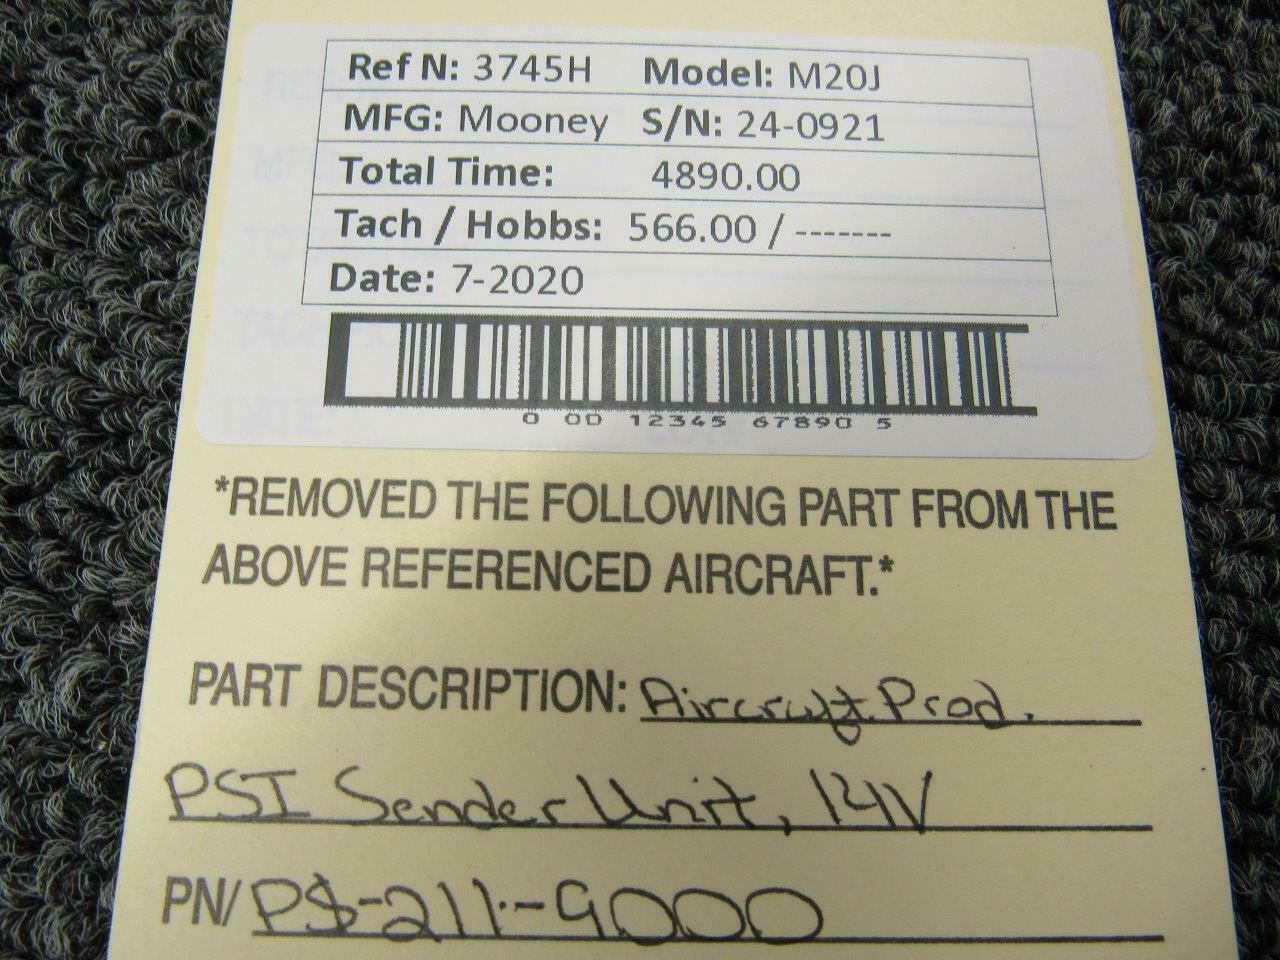 Ref N: 3745H Model: M20J
MFG: Mooney S/N: 24-0921
Total Time: 4890.00
Tach / Hobbs: 566.00 / -------
Date: 7-2020
0 00 12345 67890 5
*REMOVED THE FOLLOWING PART FROM THE
ABOVE REFERENCED AIRCRAFT.*
PART DESCRIPTION: Aircraft Prod.
PSI Sender Unit, 14V
PN/ PS-211-9000